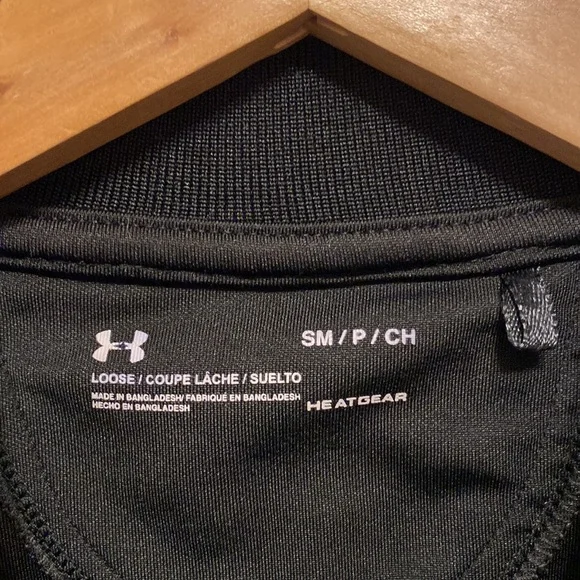 SM / P / CH
LOOSE / COUPE LÂCHE / SUELTO
MADE IN BANGLADESH/ FABRIQUÉ EN BANGLADESH
HECHO EN BANGLADESH
HEATGEAR